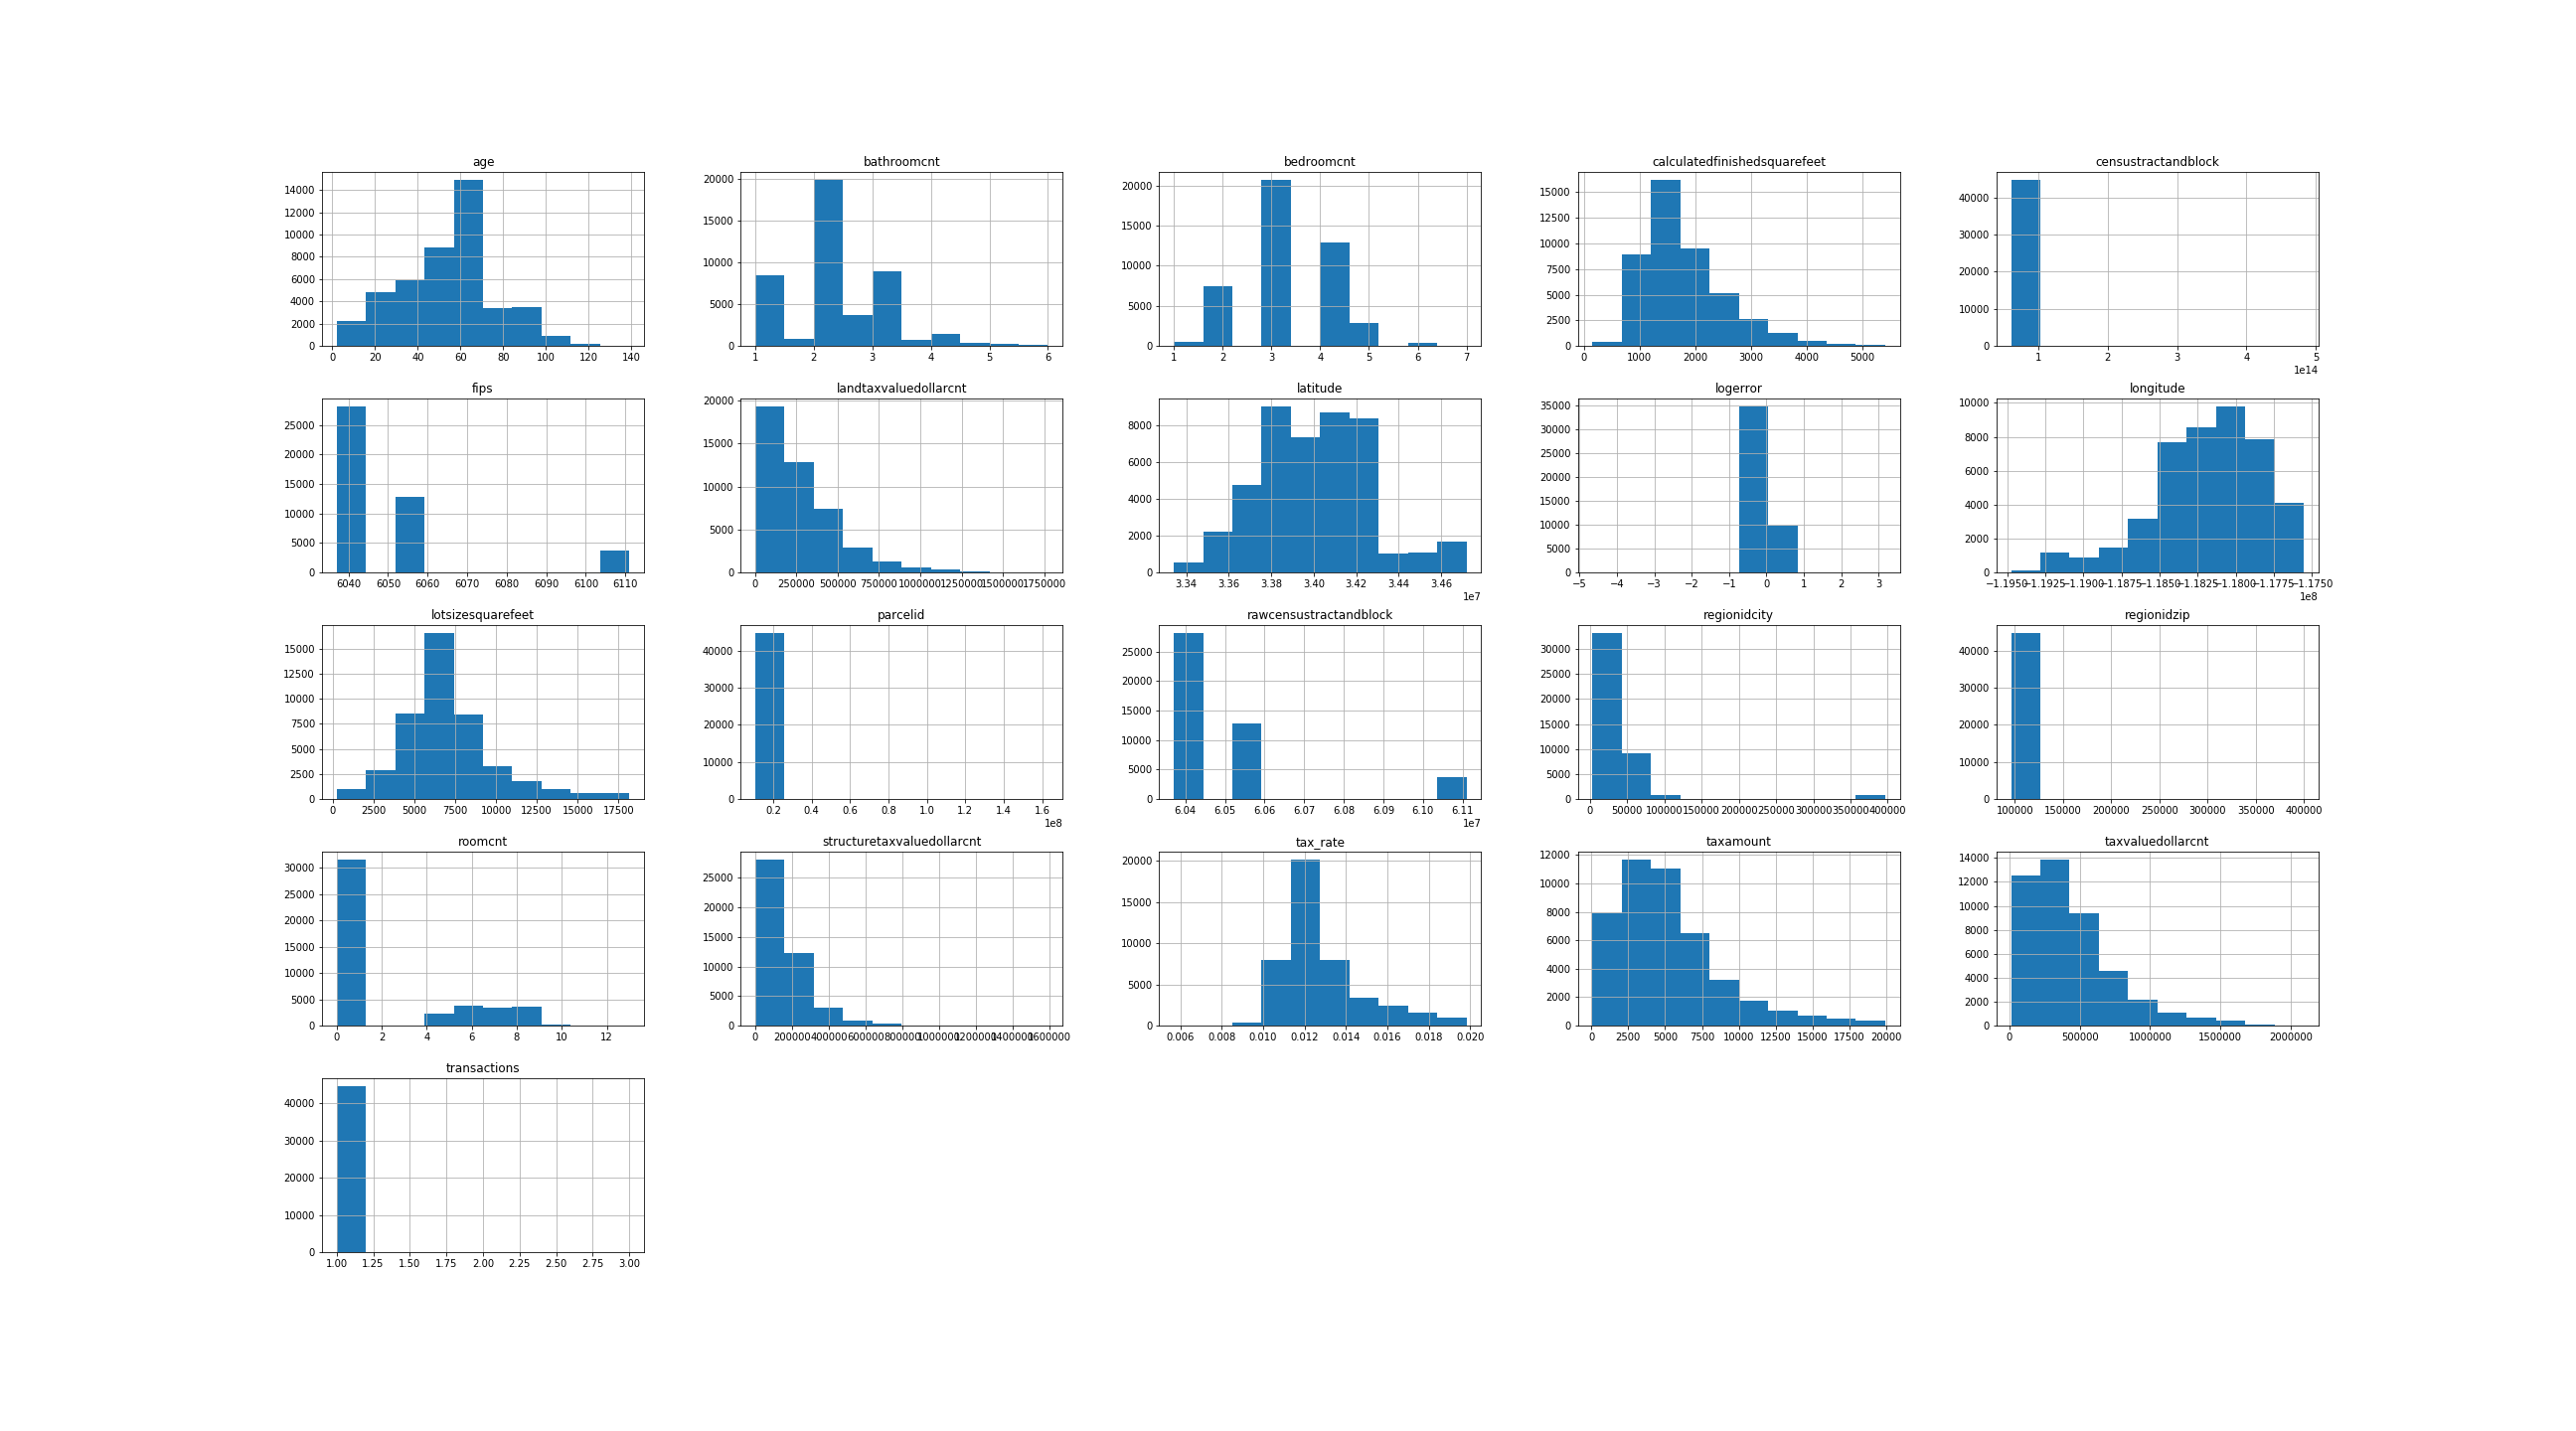 age
14000
12000
10000
8000
6000
4000
2000
0
0 20 40 60 80 100 120 140
bathroomcnt
20000
15000
10000
5000
0
1 2 3 4 5 6
bedroomcnt
20000
15000
10000
5000
0
1 2 3 4 5 6 7
calculatedfinishedsquarefeet
15000
12500
10000
7500
5000
2500
0
0 1000 2000 3000 4000 5000
censustractandblock
40000
30000
20000
10000
0
1 2 3 4 5
1e14
fips
25000
20000
15000
10000
5000
0
6040 6050 6060 6070 6080 6090 6100 6110
landtaxvaluedollarcnt
20000
15000
10000
5000
0
0 250000 500000 750000 1000000 1250000 1500000 1750000
latitude
8000
6000
4000
2000
0
3.34 3.36 3.38 3.40 3.42 3.44 3.46
1e7
logerror
35000
30000
25000
20000
15000
10000
5000
0
−5 −4 −3 −2 −1 0 1 2 3
longitude
10000
8000
6000
4000
2000
0
−1.1950 −1.1925 −1.1900 −1.1875 −1.1850 −1.1825 −1.1800 −1.1775 −1.1750
1e8
lotsizesquarefeet
15000
12500
10000
7500
5000
2500
0
0 2500 5000 7500 10000 12500 15000 17500
parcelid
40000
30000
20000
10000
0
0.2 0.4 0.6 0.8 1.0 1.2 1.4 1.6
1e8
rawcensustractandblock
25000
20000
15000
10000
5000
0
6.04 6.05 6.06 6.07 6.08 6.09 6.10 6.11
1e7
regionidcity
30000
25000
20000
15000
10000
5000
0
0 50000 100000 150000 200000 250000 300000 350000 400000
regionidzip
40000
30000
20000
10000
0
100000 150000 200000 250000 300000 350000 400000
roomcnt
30000
25000
20000
15000
10000
5000
0
0 2 4 6 8 10 12
structuretaxvaluedollarcnt
25000
20000
15000
10000
5000
0
0 200000 400000 600000 800000 1000000 1200000 1400000 1600000
tax_rate
20000
15000
10000
5000
0
0.006 0.008 0.010 0.012 0.014 0.016 0.018 0.020
taxamount
12000
10000
8000
6000
4000
2000
0
0 2500 5000 7500 10000 12500 15000 17500 20000
taxvaluedollarcnt
14000
12000
10000
8000
6000
4000
2000
0
0 500000 1000000 1500000 2000000
transactions
40000
30000
20000
10000
0
1.00 1.25 1.50 1.75 2.00 2.25 2.50 2.75 3.00